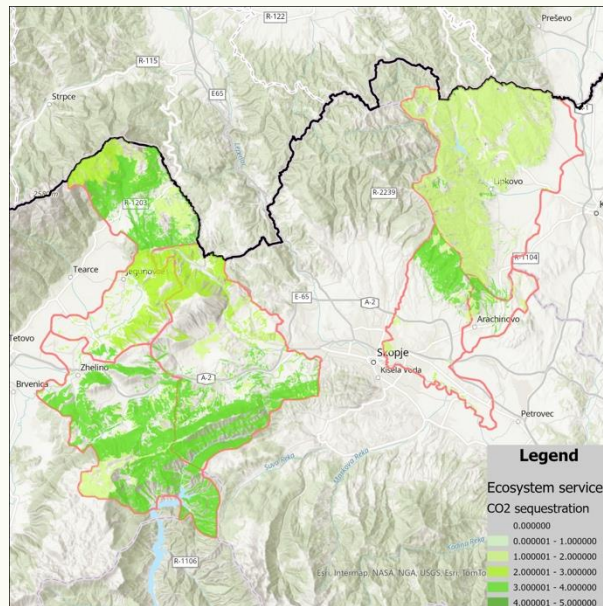 R-122
Preševo
R-115
E65
Strpce
R-2239
R-1203
Tearce
R-1104
E-65
A-2
Arachinovo
Tetovo
Zhelino
Skopje
Brvenica
A-2
Kisela Voda
Petrovec
Legend
Ecosystem service
CO2 sequestration
0.000000
0.000001 - 1.000000
1.000001 - 2.000000
2.000001 - 3.000000
3.000001 - 4.000000
4.000001 - 5.000000
R-1106
Esri, Intermap, NASA, NGA, USGS, Esri, TomTo